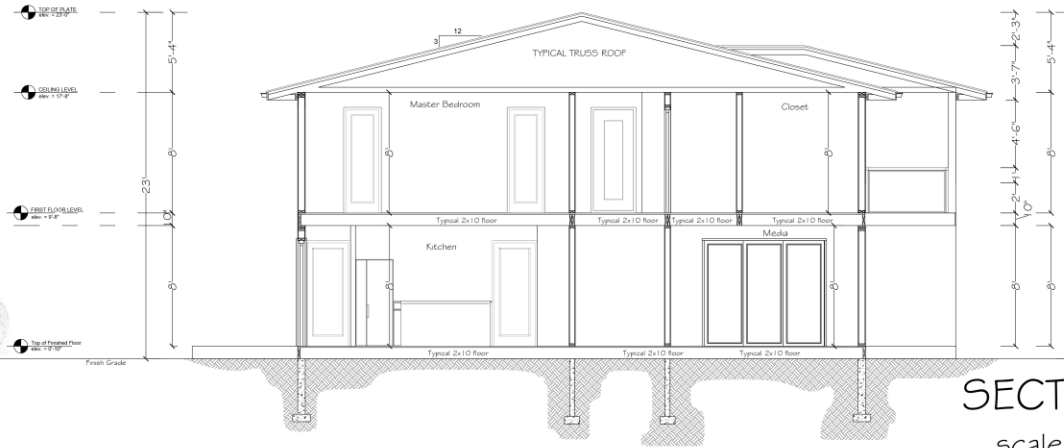 TOP OF PLATE
elev. = 23'-0"
CEILING LEVEL
elev. = 17'-8"
FIRST FLOOR LEVEL
elev. = 9'-8"
Top of Finished Floor
elev. = 0'-10"
Finish Grade
5'-4"
8'
10"
8'
23'
12
3
TYPICAL TRUSS ROOF
Master Bedroom
Closet
8'
8'
Typical 2x10 floor
Typical 2x10 floor
Typical 2x10 floor
Typical 2x10 floor
Kitchen
Media
8'
8'
Typical 2x10 floor
Typical 2x10 floor
Typical 2x10 floor
2'-3"
3'-7"
4'-6"
1'
2'
10"
8'
5'-4"
8'
8'
SECT
scale